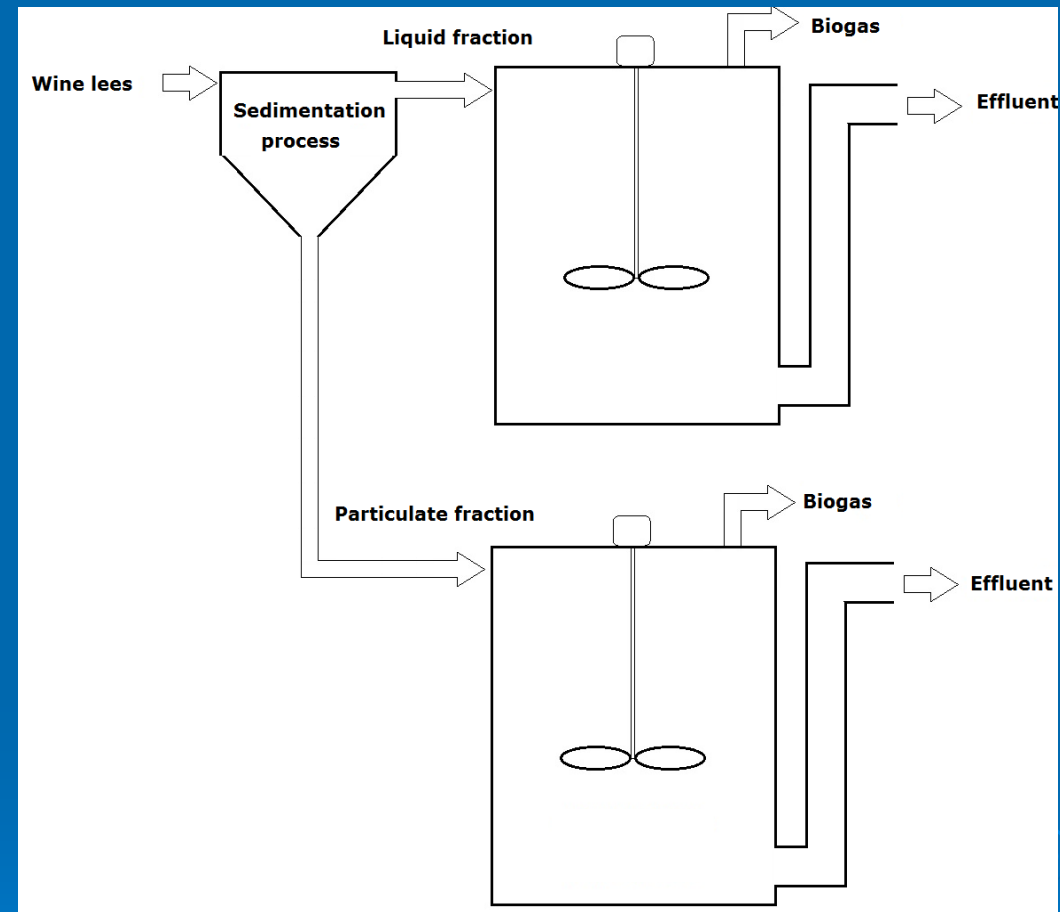 Liquid fraction
Biogas
Wine lees
Sedimentation
process
Effluent
Particulate fraction
Biogas
Effluent